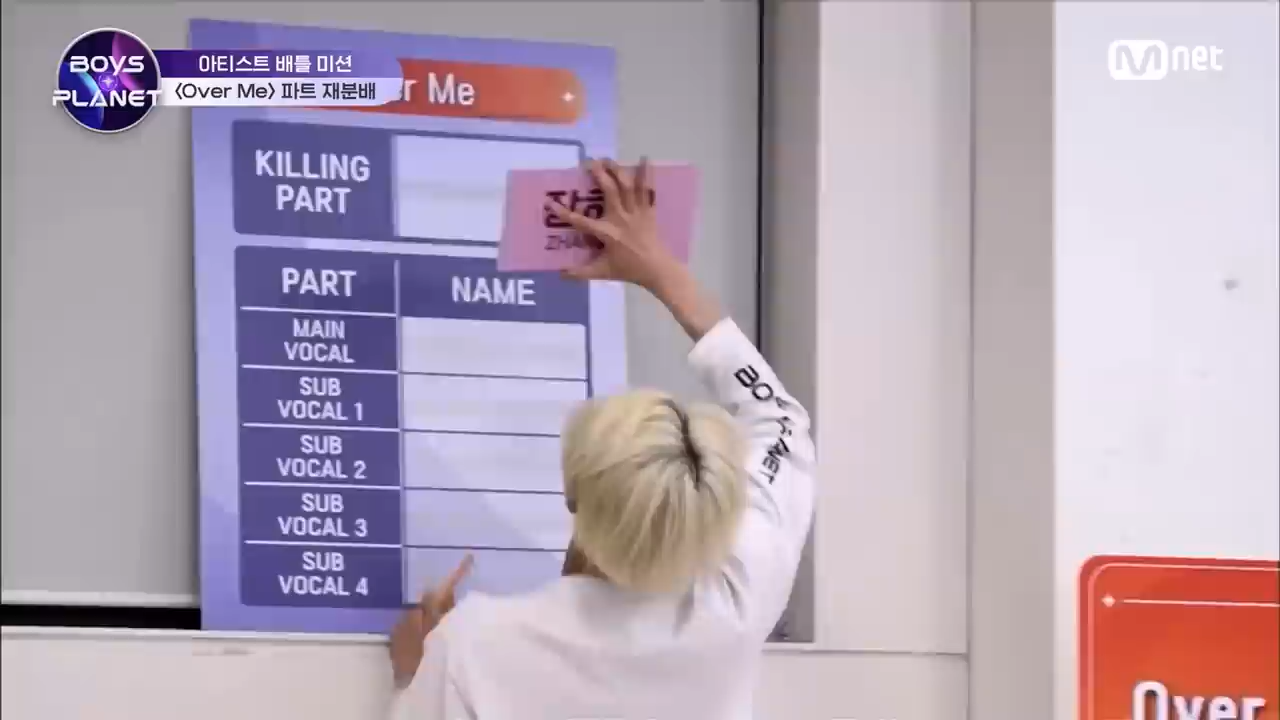 BOYS
PLANET
아티스트 배틀 미션
<Over Me> 파트 재분배
Mnet
Me
KILLING
PART
PART
NAME
MAIN
VOCAL
SUB
VOCAL 1
SUB
VOCAL 2
SUB
VOCAL 3
SUB
VOCAL 4
Over